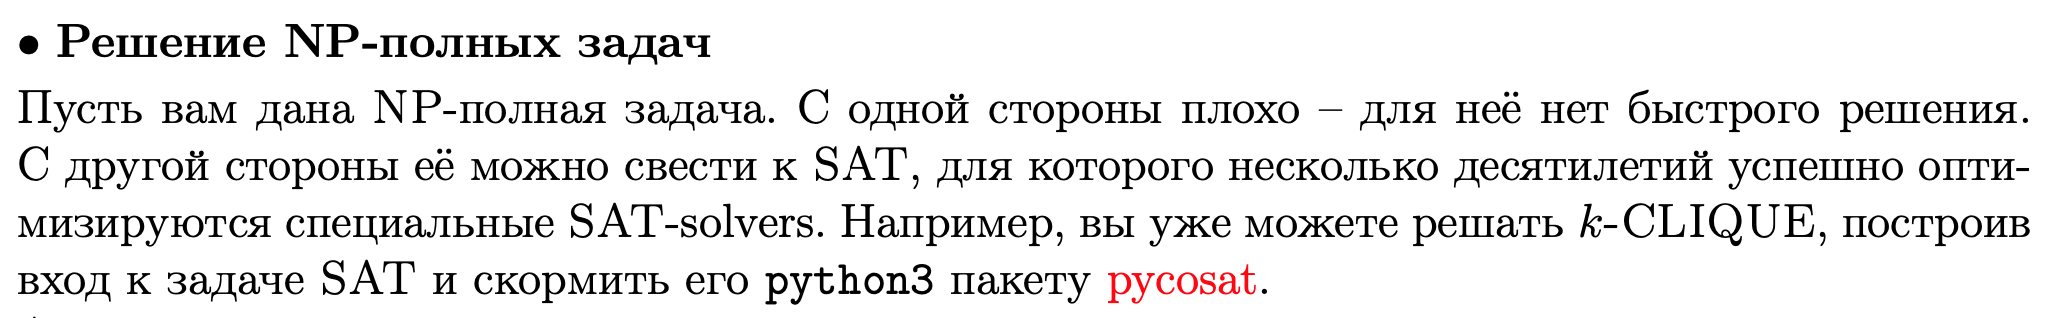 • Решение NP-полных задач
Пусть вам дана NP-полная задача. С одной стороны плохо – для неё нет быстрого решения.
С другой стороны её можно свести к SAT, для которого несколько десятилетий успешно опти-
мизируются специальные SAT-solvers. Например, вы уже можете решать k-CLIQUE, построив
вход к задаче SAT и скормить его python3 пакету pycosat.